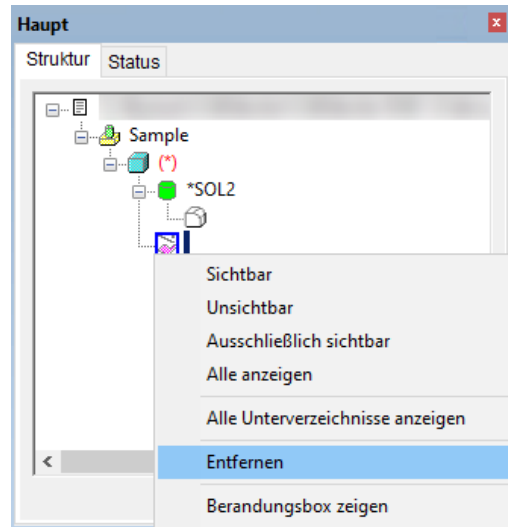 Haupt
Struktur
Status
Sample
(*)
*SOL2
Sichtbar
Unsichtbar
Ausschließlich sichtbar
Alle anzeigen
Alle Unterverzeichnisse anzeigen
Entfernen
Berandungsbox zeigen